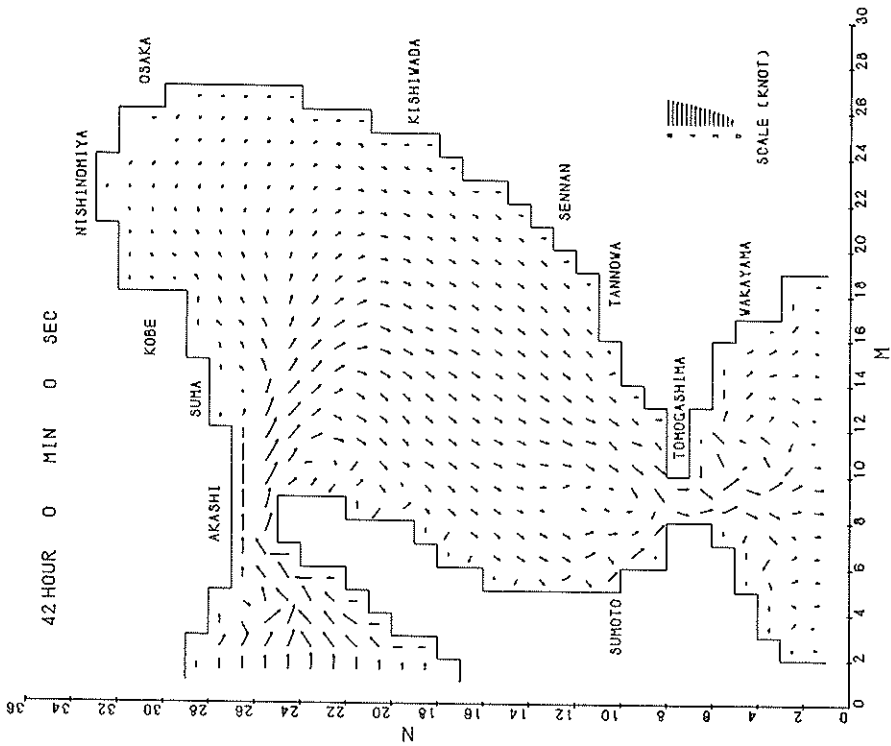 42 HOUR 0 MIN 0 SEC
NISHINOMIYA
OSAKA
KOBE
SUMA
AKASHI
KISHIWADA
SENNAN
TANNOWA
SUMOTO
TOMOGASHIMA
WAKAYAMA
SCALE (KNOT)
N
36
34
32
30
28
26
24
22
20
18
16
14
12
10
8
6
4
2
0
M
0 2 4 6 8 10 12 14 16 18 20 22 24 26 28 30